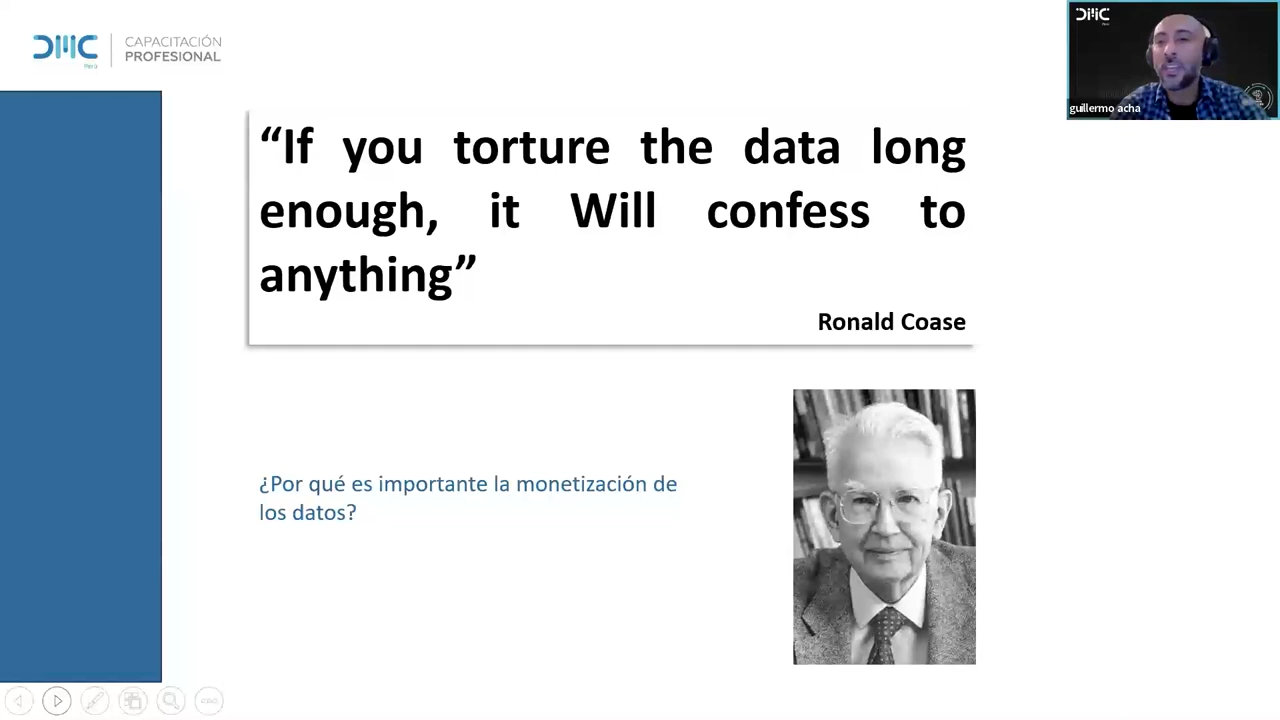 DMC
Perú
CAPACITACIÓN
PROFESIONAL
DMC
guillermo acha
“If you torture the data long
enough, it Will confess to
anything”
Ronald Coase
¿Por qué es importante la monetización de
los datos?